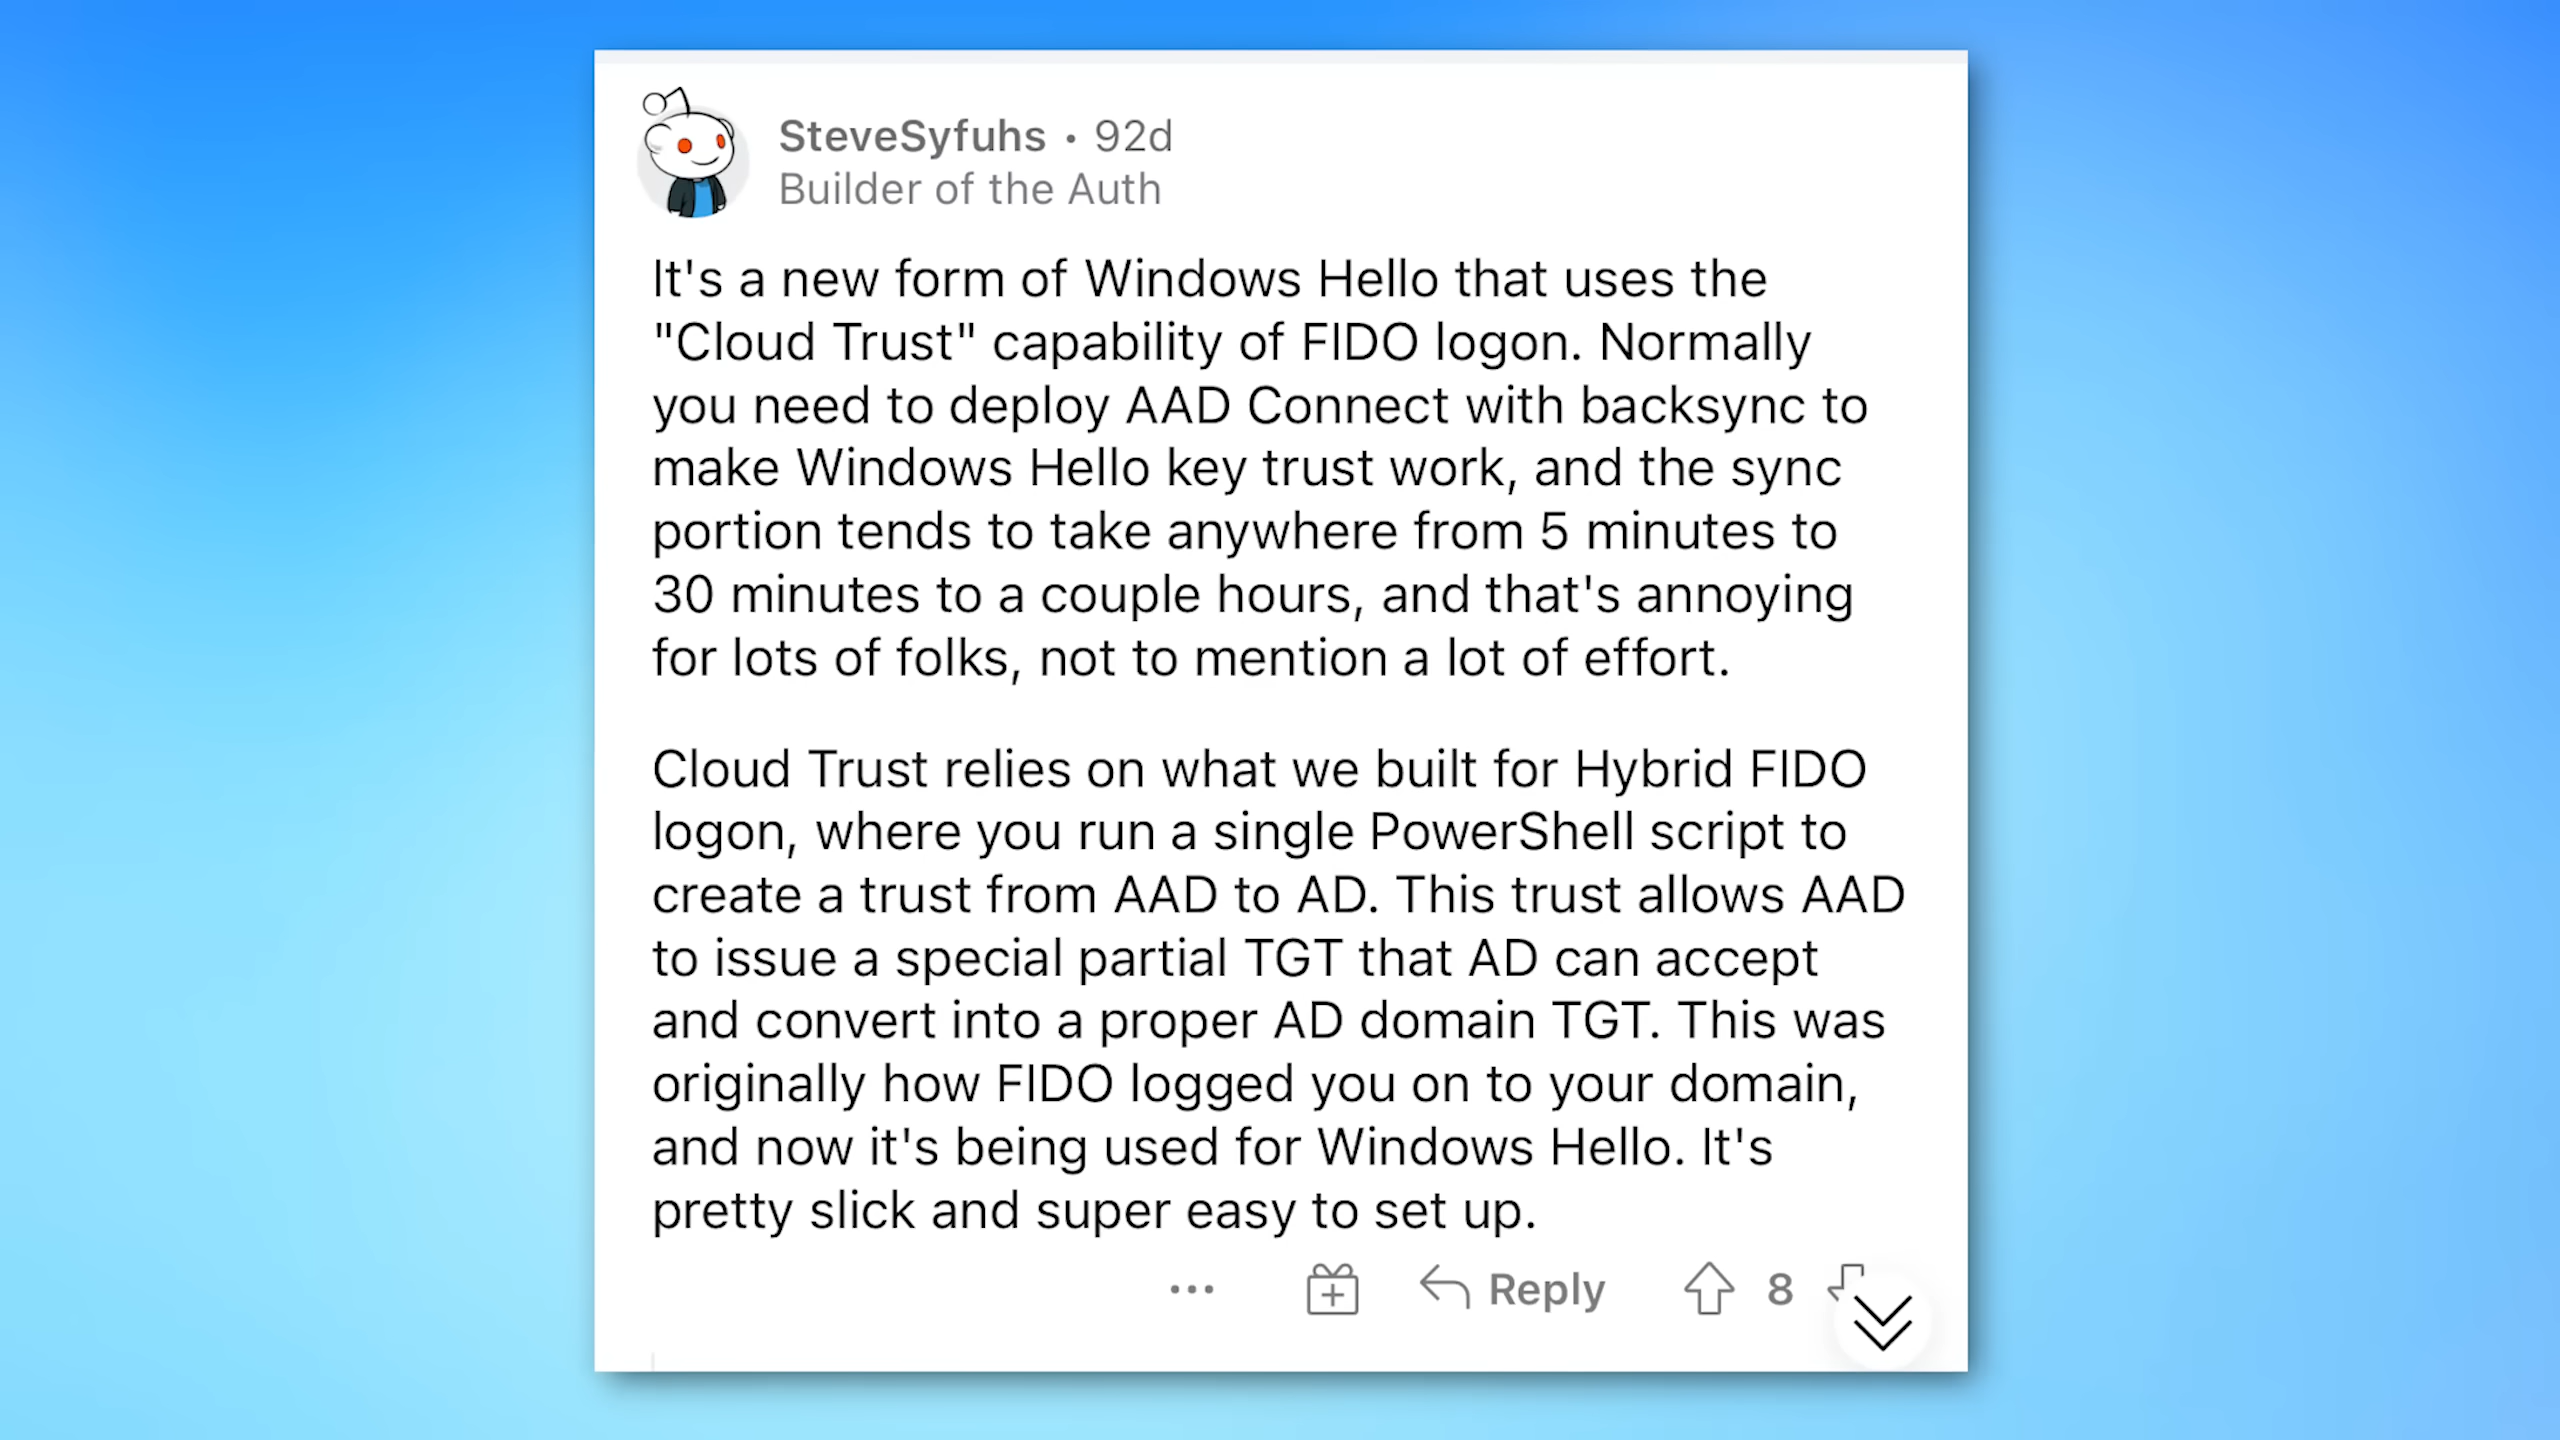 SteveSyfuhs • 92d
Builder of the Auth
It's a new form of Windows Hello that uses the
"Cloud Trust" capability of FIDO logon. Normally
you need to deploy AAD Connect with backsync to
make Windows Hello key trust work, and the sync
portion tends to take anywhere from 5 minutes to
30 minutes to a couple hours, and that's annoying
for lots of folks, not to mention a lot of effort.
Cloud Trust relies on what we built for Hybrid FIDO
logon, where you run a single PowerShell script to
create a trust from AAD to AD. This trust allows AAD
to issue a special partial TGT that AD can accept
and convert into a proper AD domain TGT. This was
originally how FIDO logged you on to your domain,
and now it's being used for Windows Hello. It's
pretty slick and super easy to set up.
Reply 8